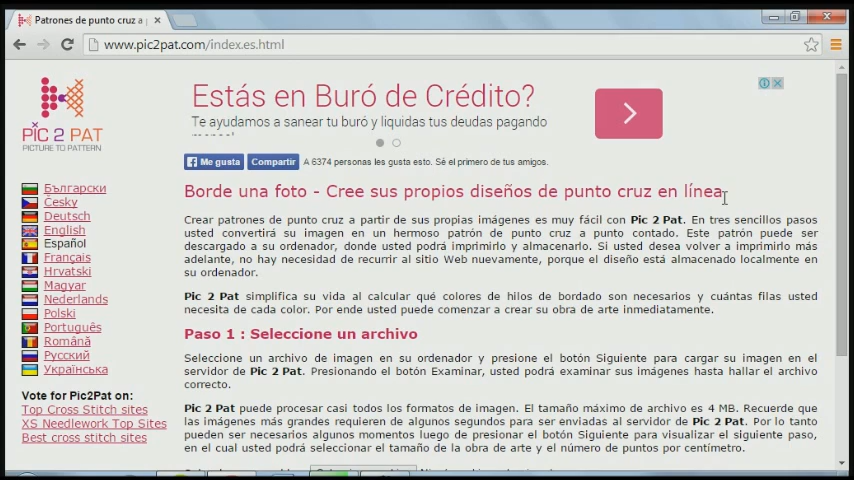 Patrones de punto cruz a p
www.pic2pat.com/index.es.html
PIC 2 PAT
PICTURE TO PATTERN
Estás en Buró de Crédito?
Te ayudamos a sanear tu buró y liquidas tus deudas pagando
Me gusta Compartir A 6374 personas les gusta esto. Sé el primero de tus amigos.
Borde una foto - Cree sus propios diseños de punto cruz en línea
Crear patrones de punto cruz a partir de sus propias imágenes es muy fácil con Pic 2 Pat. En tres sencillos pasos
usted convertirá su imagen en un hermoso patrón de punto cruz a punto contado. Este patrón puede ser
descargado a su ordenador, donde usted podrá imprimirlo y almacenarlo. Si usted desea volver a imprimirlo más
adelante, no hay necesidad de recurrir al sitio Web nuevamente, porque el diseño está almacenado localmente en
su ordenador.
Pic 2 Pat simplifica su vida al calcular qué colores de hilos de bordado son necesarios y cuántas filas usted
necesita de cada color. Por ende usted puede comenzar a crear su obra de arte inmediatamente.
Paso 1 : Seleccione un archivo
Seleccione un archivo de imagen en su ordenador y presione el botón Siguiente para cargar su imagen en el
servidor de Pic 2 Pat. Presionando el botón Examinar, usted podrá examinar sus imágenes hasta hallar el archivo
correcto.
Pic 2 Pat puede procesar casi todos los formatos de imagen. El tamaño máximo de archivo es 4 MB. Recuerde que
las imágenes más grandes requieren de algunos segundos para ser enviadas al servidor de Pic 2 Pat. Por lo tanto
pueden ser necesarios algunos momentos luego de presionar el botón Siguiente para visualizar el siguiente paso,
en el cual usted podrá seleccionar el tamaño de la obra de arte y el número de puntos por centímetro.
Български
Česky
Deutsch
English
Español
Français
Hrvatski
Magyar
Nederlands
Polski
Português
Română
Русский
Українська
Vote for Pic2Pat on:
Top Cross Stitch sites
XS Needlework Top Sites
Best cross stitch sites